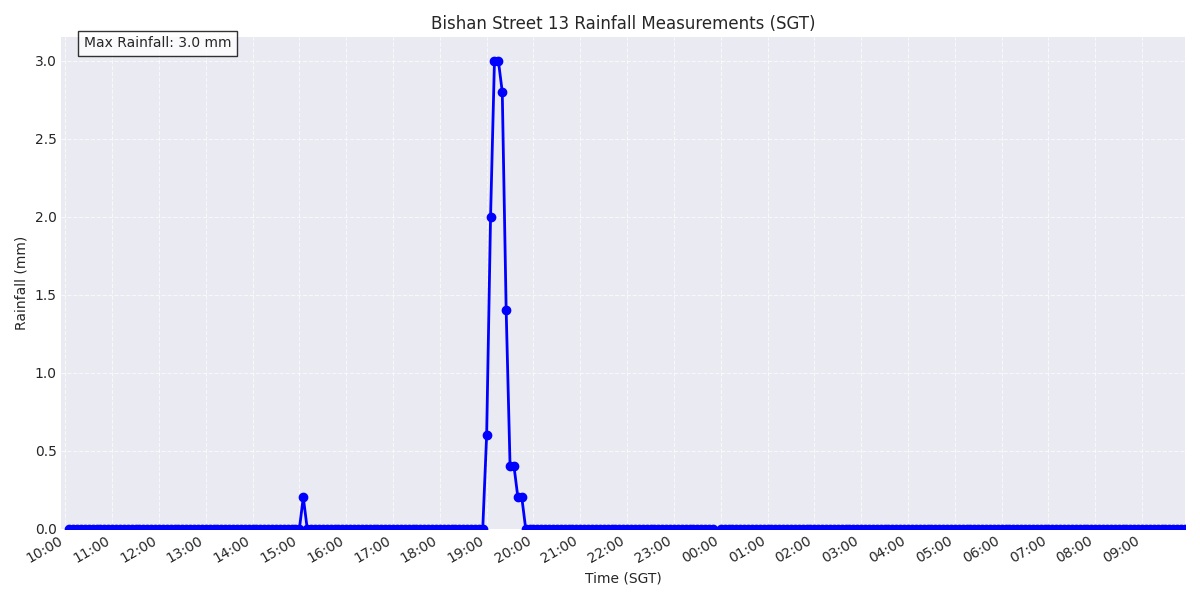 Bishan Street 13 Rainfall Measurements (SGT)
Max Rainfall: 3.0 mm
3.0
2.5
2.0
1.5
1.0
0.5
0.0
Rainfall (mm)
10:00 11:00 12:00 13:00 14:00 15:00 16:00 17:00 18:00 19:00 20:00 21:00 22:00 23:00 00:00 01:00 02:00 03:00 04:00 05:00 06:00 07:00 08:00 09:00
Time (SGT)